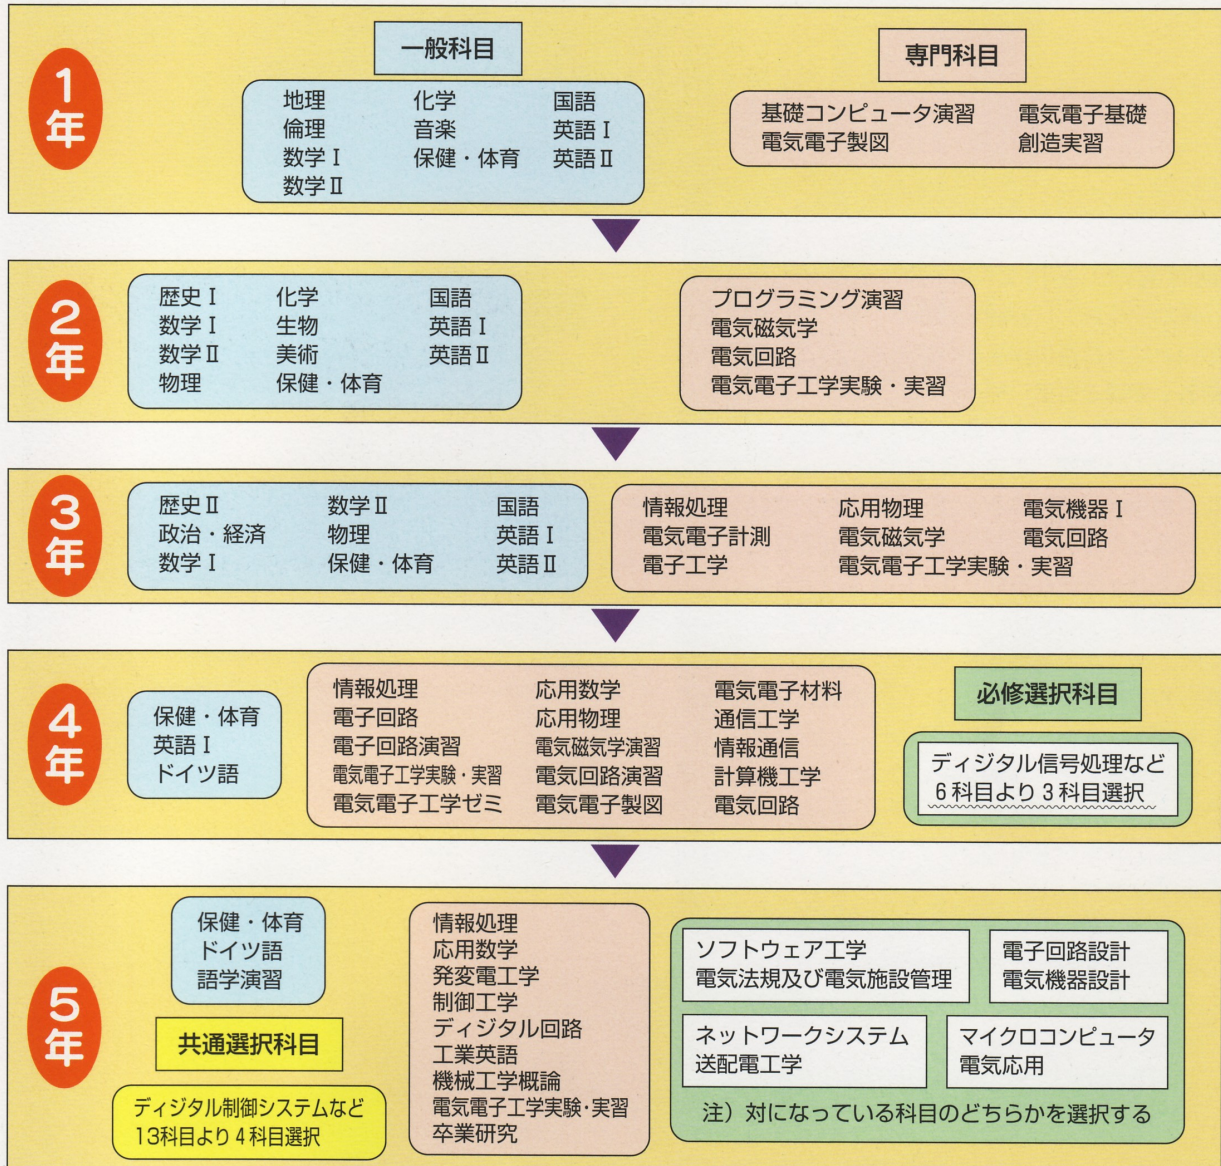 1年
一般科目
地理 化学 国語
倫理 音楽 英語Ⅰ
数学Ⅰ 保健・体育 英語Ⅱ
数学Ⅱ
専門科目
基礎コンピュータ演習 電気電子基礎
電気電子製図 創造実習
2年
歴史Ⅰ 化学 国語
数学Ⅰ 生物 英語Ⅰ
数学Ⅱ 美術 英語Ⅱ
物理 保健・体育
プログラミング演習
電気磁気学
電気回路
電気電子工学実験・実習
3年
歴史Ⅱ 数学Ⅱ 国語
政治・経済 物理 英語Ⅰ
数学Ⅰ 保健・体育 英語Ⅱ
情報処理 応用物理 電気機器Ⅰ
電気電子計測 電気磁気学 電気回路
電子工学 電気電子工学実験・実習
4年
保健・体育
英語Ⅰ
ドイツ語
情報処理 応用数学 電気電子材料
電子回路 応用物理 通信工学
電子回路演習 電気磁気学演習 情報通信
電気電子工学実験・実習 電気回路演習 計算機工学
電気電子工学ゼミ 電気電子製図 電気回路
必修選択科目
ディジタル信号処理など
6科目より3科目選択
5年
保健・体育
ドイツ語
語学演習
共通選択科目
ディジタル制御システムなど
13科目より4科目選択
情報処理
応用数学
発変電工学
制御工学
ディジタル回路
工業英語
機械工学概論
電気電子工学実験・実習
卒業研究
ソフトウェア工学
電気法規及び電気施設管理
電子回路設計
電気機器設計
ネットワークシステム
送配電工学
マイクロコンピュータ
電気応用
注）対になっている科目のどちらかを選択する